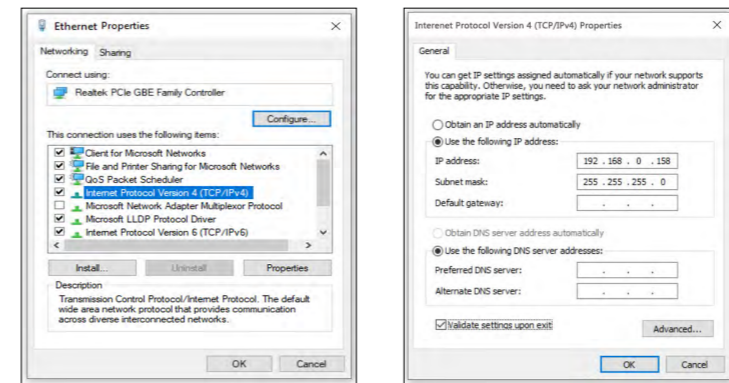 Ethernet Properties
Networking Sharing
Connect using:
Realtek PCIe GBE Family Controller
Configure...
This connection uses the following items:
Client for Microsoft Networks
File and Printer Sharing for Microsoft Networks
QoS Packet Scheduler
Internet Protocol Version 4 (TCP/IPv4)
Microsoft Network Adapter Multiplexor Protocol
Microsoft LLDP Protocol Driver
Internet Protocol Version 6 (TCP/IPv6)
Install... Uninstall Properties
Description
Transmission Control Protocol/Internet Protocol. The default
wide area network protocol that provides communication
across diverse interconnected networks.
OK Cancel
Interenet Protocol Version 4 (TCP/IPv4) Properties
General
You can get IP settings assigned automatically if your network supports
this capability. Otherwise, you need to ask your network administrator
for the appropriate IP settings.
Obtain an IP address automatically
Use the following IP address:
IP address: 192 . 168 . 0 . 158
Subnet mask: 255 . 255 . 255 . 0
Default gateway: . . .
Obtain DNS server address automatically
Use the following DNS server addresses:
Preferred DNS server: . . .
Alternate DNS server: . . .
Validate settings upon exit
Advanced...
OK Cancel